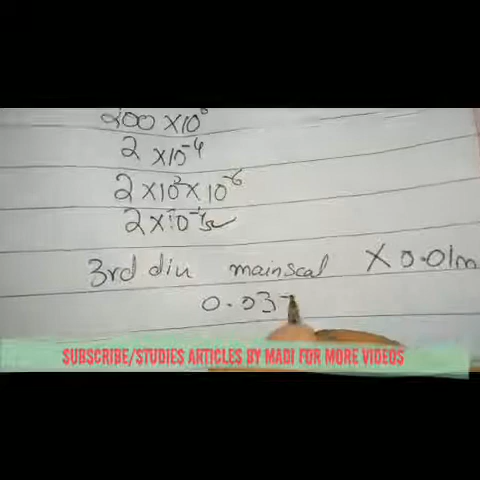 200 ×10
2 ×10⁻⁴
2 ×10² ×10⁻⁶
2 ×10⁻⁴
3rd div mainscal × 0.01m
0.03
SUBSCRIBE/STUDIES ARTICLES BY MADI FOR MORE VIDEOS